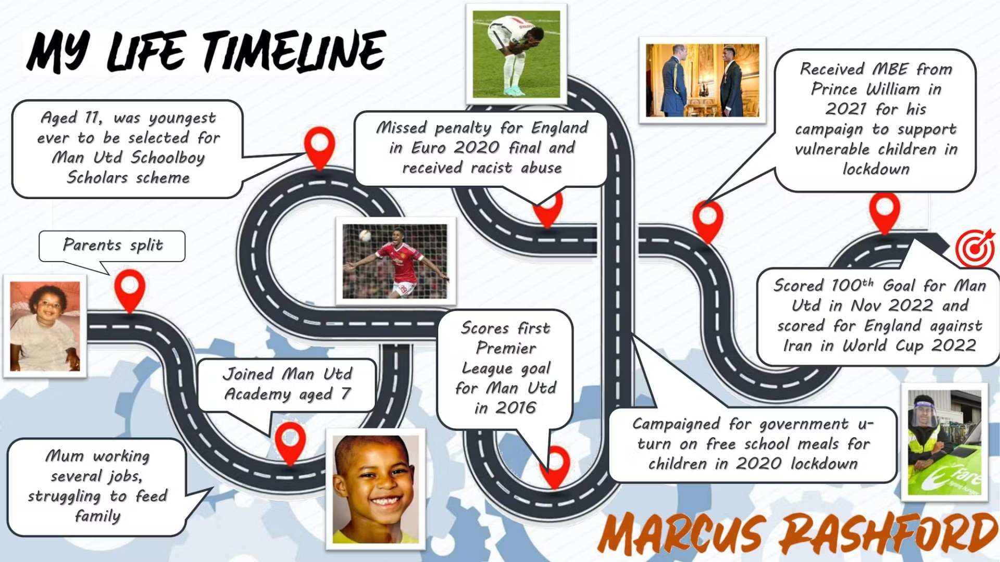 MY LIFE TIMELINE
Aged 11, was youngest
ever to be selected for
Man Utd Schoolboy
Scholars scheme
Missed penalty for England
in Euro 2020 final and
received racist abuse
Received MBE from
Prince William in
2021 for his
campaign to support
vulnerable children in
lockdown
Parents split
Scored 100th Goal for Man
Utd in Nov 2022 and
scored for England against
Iran in World Cup 2022
Scores first
Premier
League goal
for Man Utd
in 2016
Joined Man Utd
Academy aged 7
Campaigned for government u-
turn on free school meals for
children in 2020 lockdown
Mum working
several jobs,
struggling to feed
family
Fare
MARCUS RASHFORD